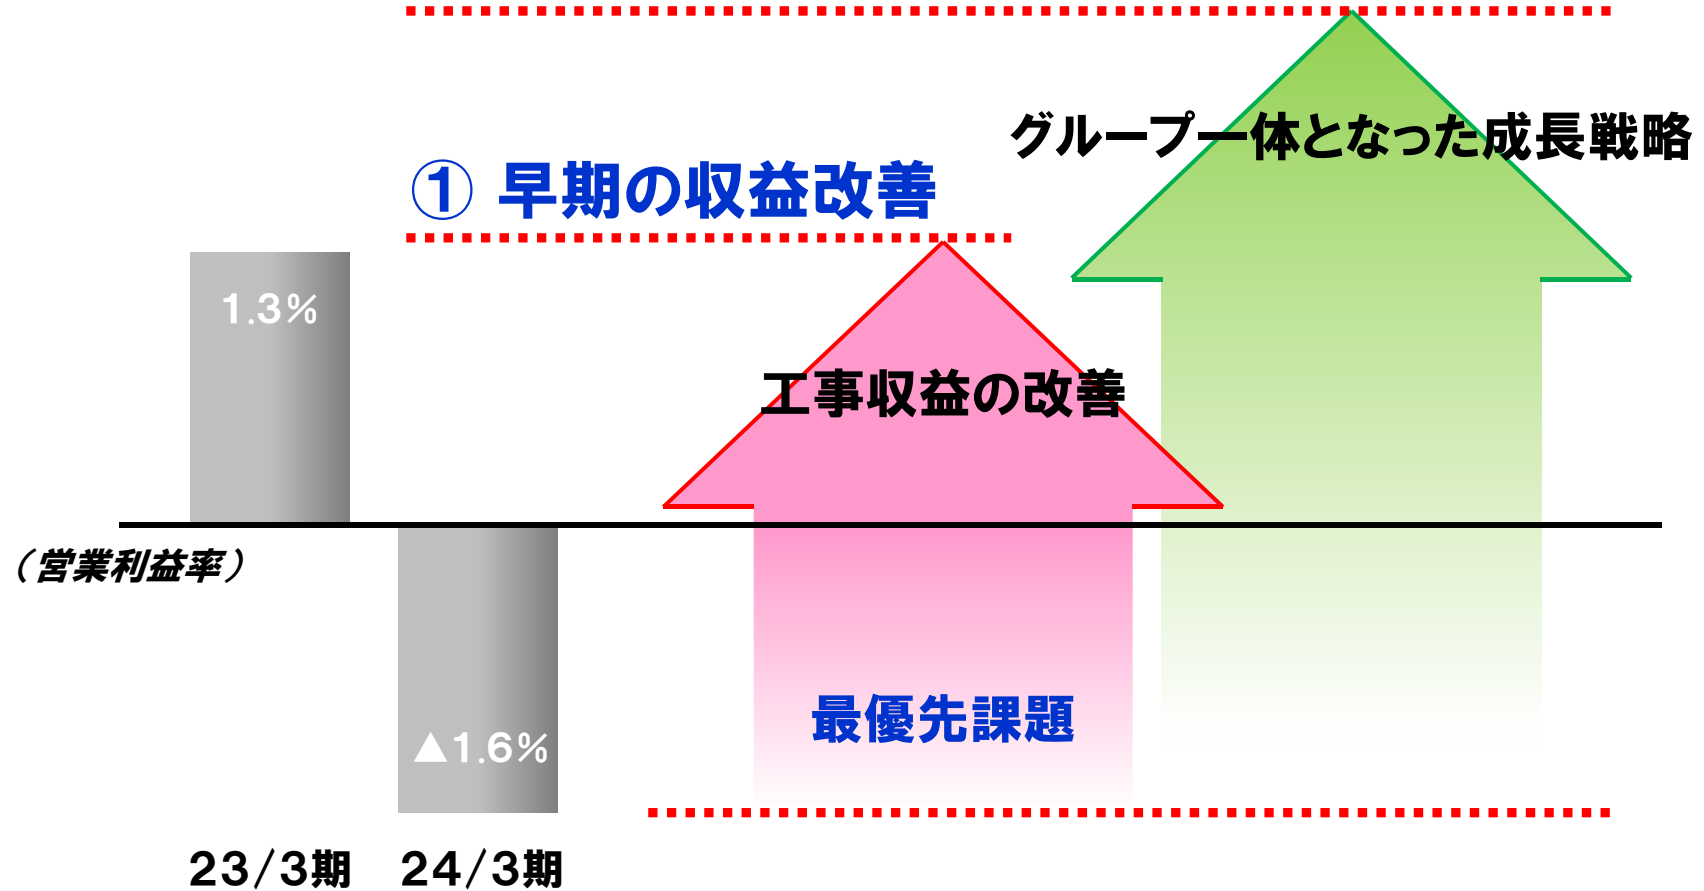 グループ一体となった成長戦略
① 早期の収益改善
1.3%
工事収益の改善
（営業利益率）
最優先課題
▲1.6%
23/3期
24/3期